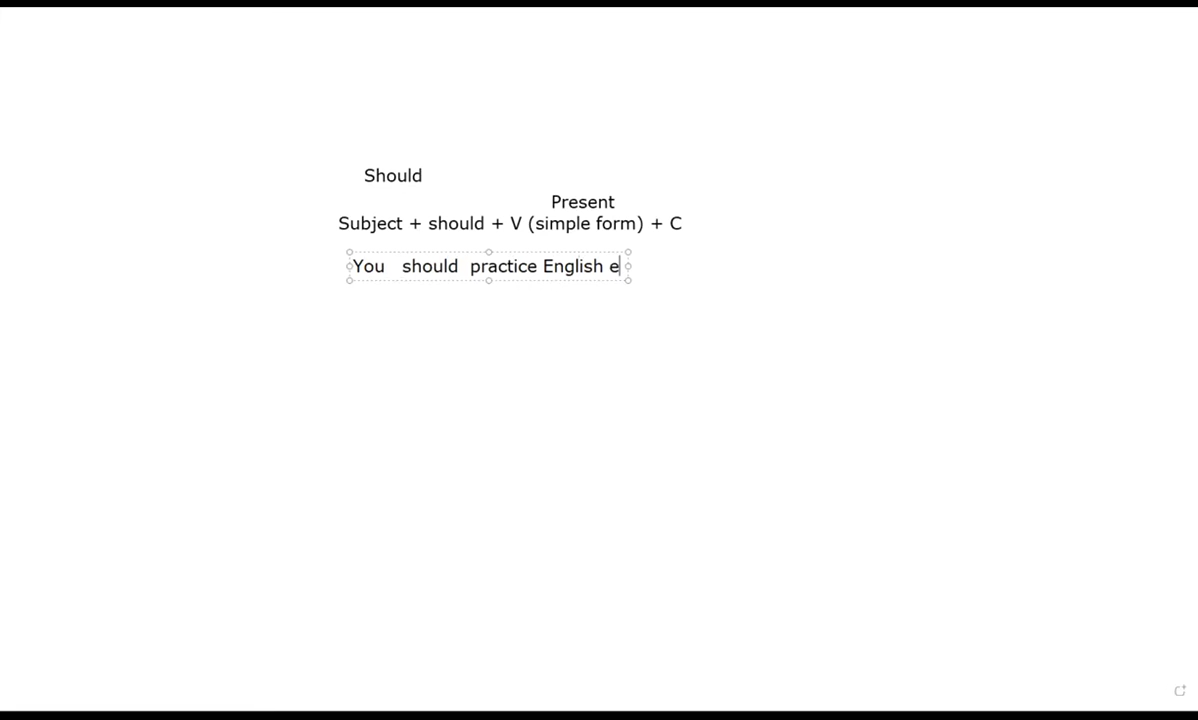 Should
Present
Subject + should + V (simple form) + C
You should practice English e